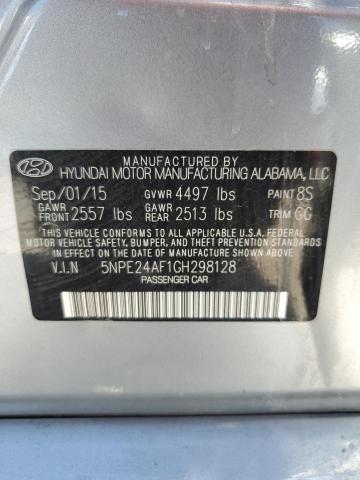 MANUFACTURED BY
HYUNDAI MOTOR MANUFACTURING ALABAMA, LLC
Sep/01/15 GVWR 4497 lbs PAINT 8S
GAWR FRONT 2557 lbs GAWR REAR 2513 lbs TRIM GG
THIS VEHICLE CONFORMS TO ALL APPLICABLE U.S.A. FEDERAL
MOTOR VEHICLE SAFETY, BUMPER, AND THEFT PREVENTION
STANDARDS IN EFFECT ON THE DATE OF MANUFACTURE SHOWN ABOVE.
V.I.N 5NPE24AF1GH298128
PASSENGER CAR